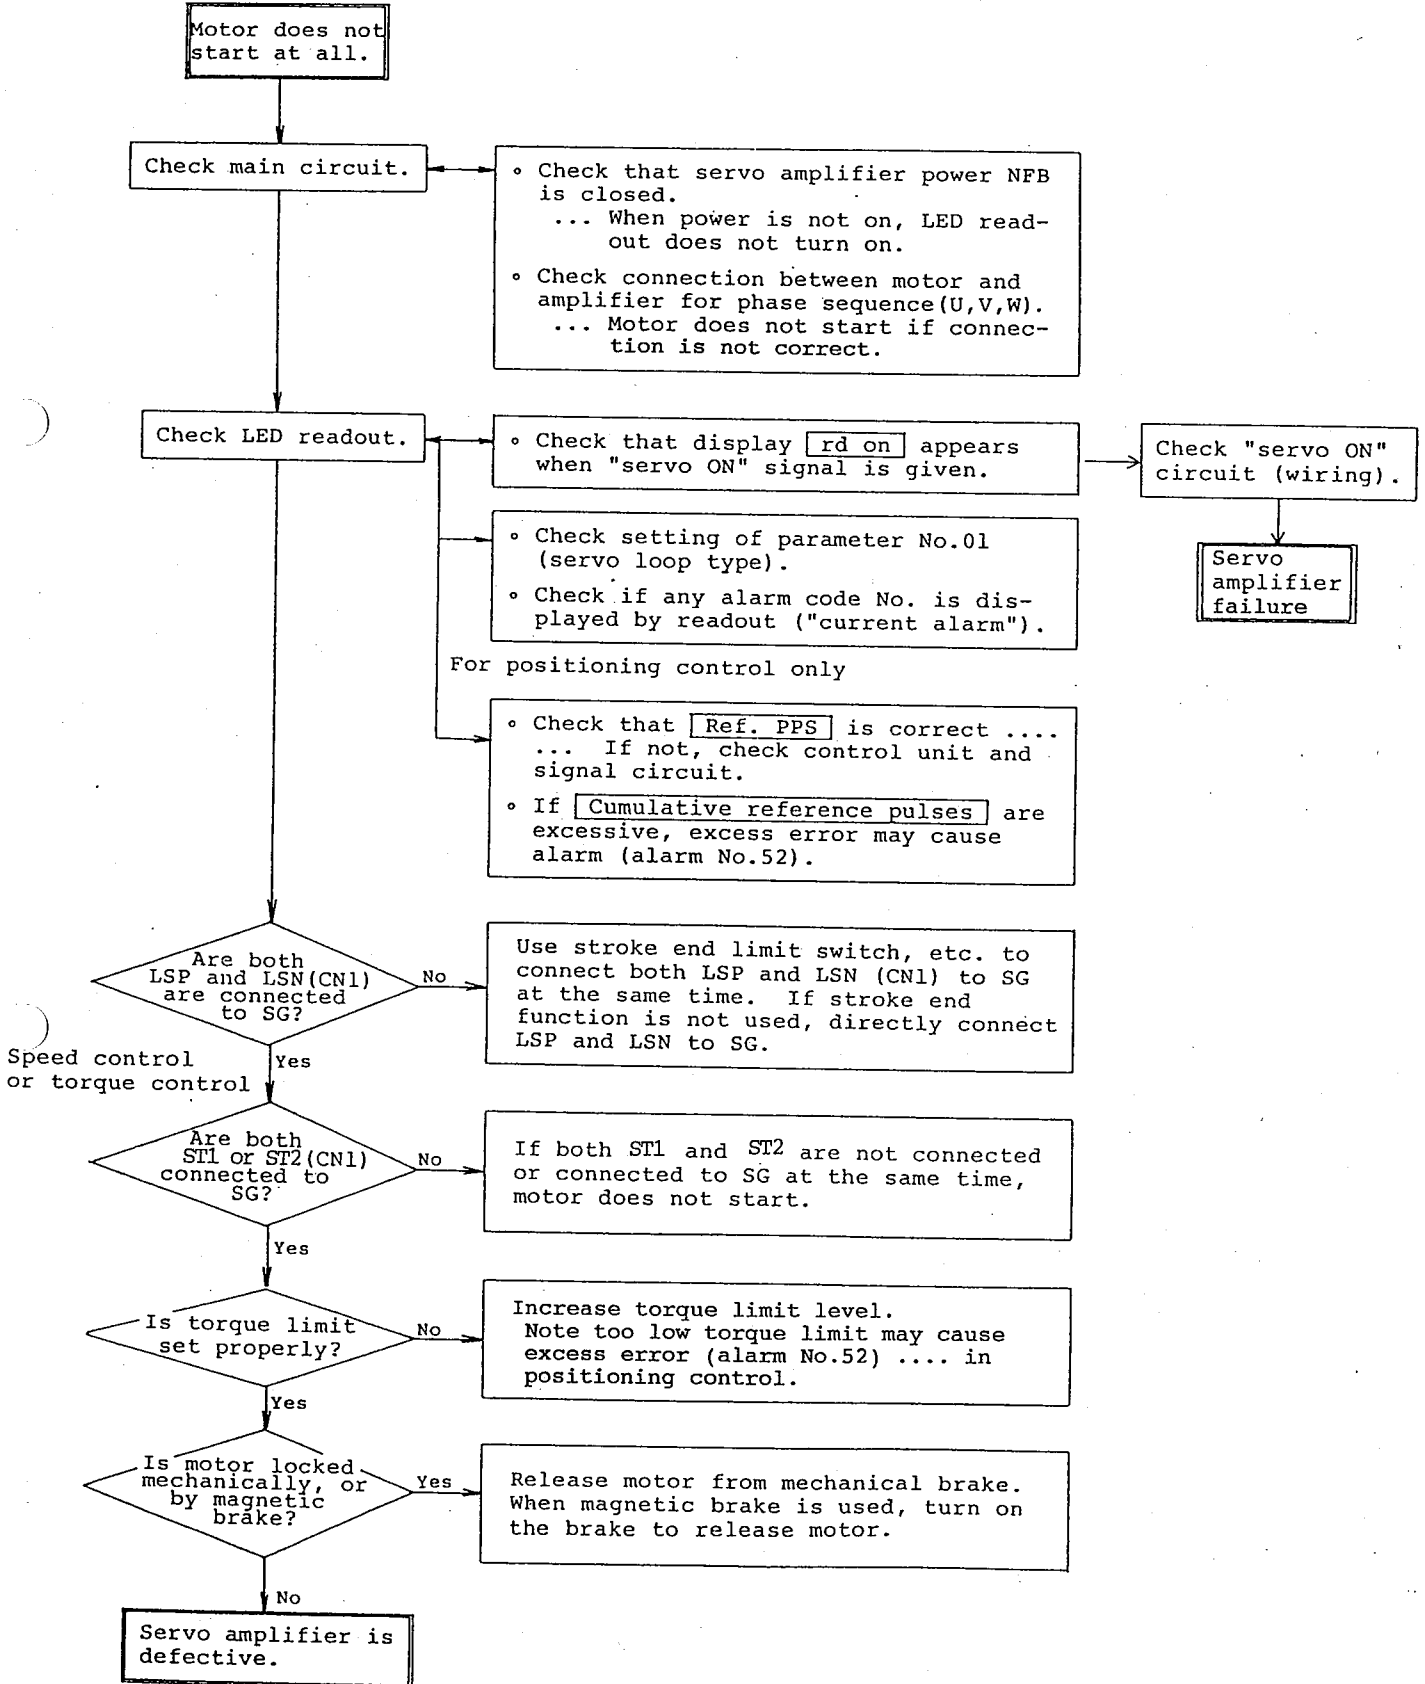 Motor does not
start at all.
Check main circuit.
° Check that servo amplifier power NFB
is closed.
... When power is not on, LED read-
out does not turn on.
° Check connection between motor and
amplifier for phase sequence(U,V,W).
... Motor does not start if connec-
tion is not correct.
Check LED readout.
° Check that display rd on appears
when "servo ON" signal is given.
Check "servo ON"
circuit (wiring).
Servo
amplifier
failure
° Check setting of parameter No.01
(servo loop type).
° Check if any alarm code No. is dis-
played by readout ("current alarm").
For positioning control only
° Check that Ref. PPS is correct ....
... If not, check control unit and
signal circuit.
° If Cumulative reference pulses are
excessive, excess error may cause
alarm (alarm No.52).
Are both
LSP and LSN(CN1)
are connected
to SG?
No
Use stroke end limit switch, etc. to
connect both LSP and LSN (CN1) to SG
at the same time. If stroke end
function is not used, directly connect
LSP and LSN to SG.
Yes
Speed control
or torque control
Are both
ST1 or ST2(CN1)
connected to
SG?
No
If both ST1 and ST2 are not connected
or connected to SG at the same time,
motor does not start.
Yes
Is torque limit
set properly?
No
Increase torque limit level.
Note too low torque limit may cause
excess error (alarm No.52) .... in
positioning control.
Yes
Is motor locked
mechanically, or
by magnetic
brake?
Yes
Release motor from mechanical brake.
When magnetic brake is used, turn on
the brake to release motor.
No
Servo amplifier is
defective.